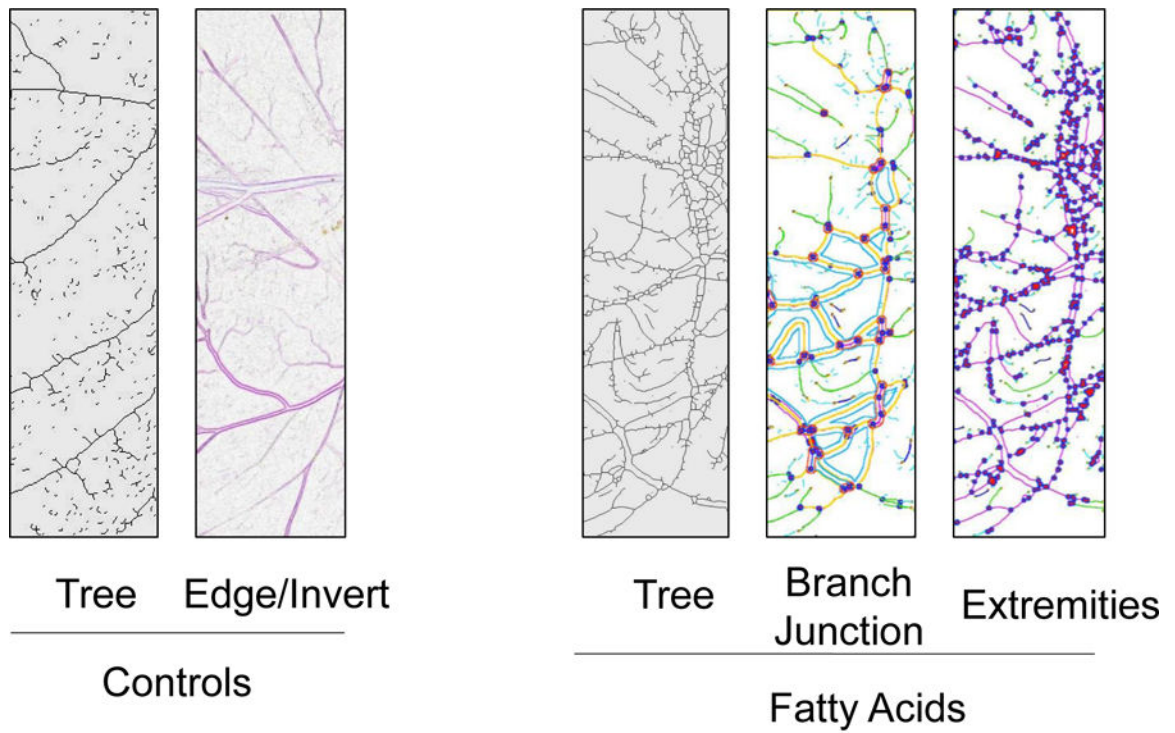 Tree
Edge/Invert
Controls
Tree
Branch
Junction
Extremities
Fatty Acids